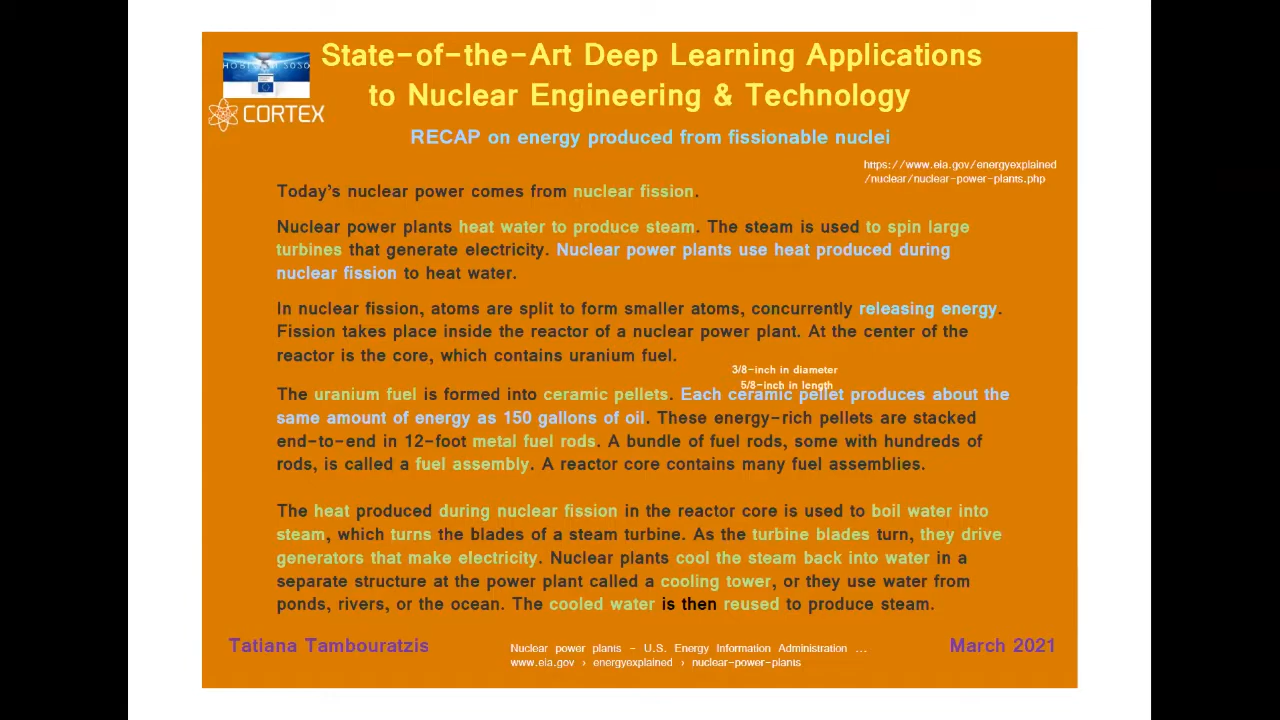 HORIZON 2020
CORTEX
State-of-the-Art Deep Learning Applications
to Nuclear Engineering & Technology
RECAP on energy produced from fissionable nuclei
https://www.eia.gov/energyexplained
/nuclear/nuclear-power-plants.php
Today's nuclear power comes from nuclear fission.
Nuclear power plants heat water to produce steam. The steam is used to spin large
turbines that generate electricity. Nuclear power plants use heat produced during
nuclear fission to heat water.
In nuclear fission, atoms are split to form smaller atoms, concurrently releasing energy.
Fission takes place inside the reactor of a nuclear power plant. At the center of the
reactor is the core, which contains uranium fuel.
3/8-inch in diameter
5/8-inch in length
The uranium fuel is formed into ceramic pellets. Each ceramic pellet produces about the
same amount of energy as 150 gallons of oil. These energy-rich pellets are stacked
end-to-end in 12-foot metal fuel rods. A bundle of fuel rods, some with hundreds of
rods, is called a fuel assembly. A reactor core contains many fuel assemblies.
The heat produced during nuclear fission in the reactor core is used to boil water into
steam, which turns the blades of a steam turbine. As the turbine blades turn, they drive
generators that make electricity. Nuclear plants cool the steam back into water in a
separate structure at the power plant called a cooling tower, or they use water from
ponds, rivers, or the ocean. The cooled water is then reused to produce steam.
Tatiana Tambouratzis
Nuclear power plants - U.S. Energy Information Administration ...
www.eia.gov › energyexplained › nuclear-power-plants
March 2021